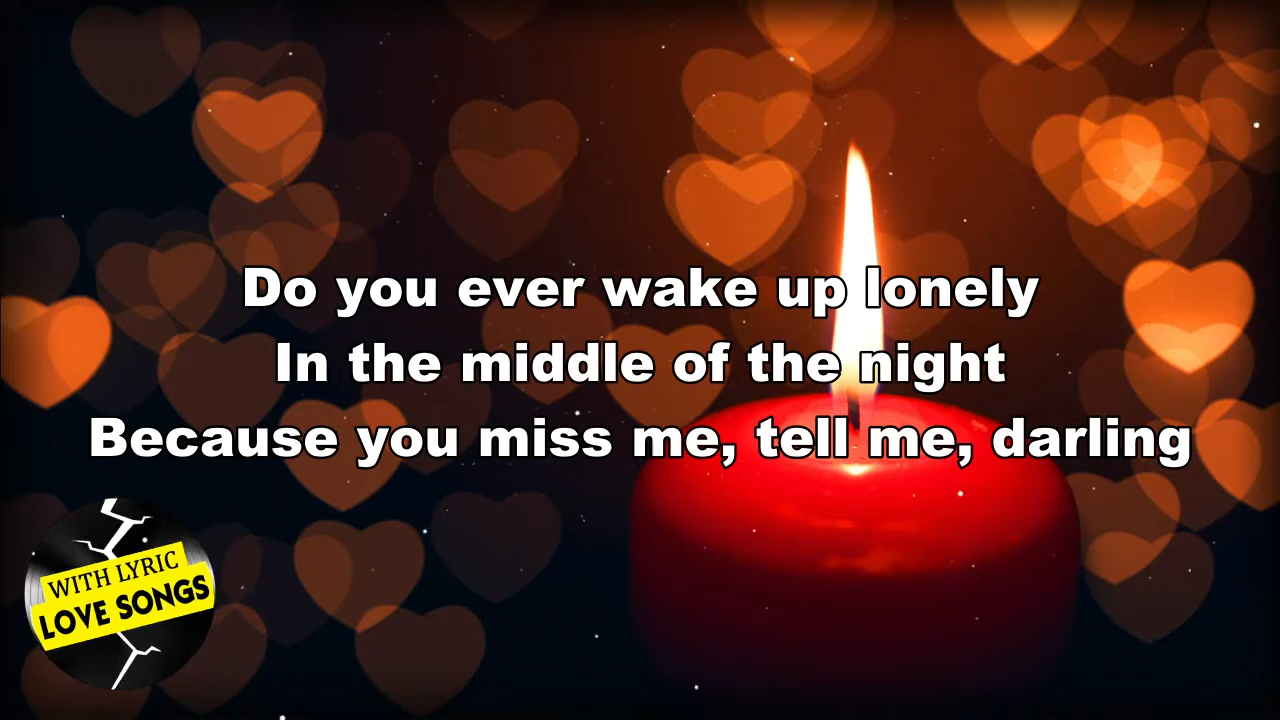 Do you ever wake up lonely
In the middle of the night
Because you miss me, tell me, darling
WITH LYRIC
LOVE SONGS